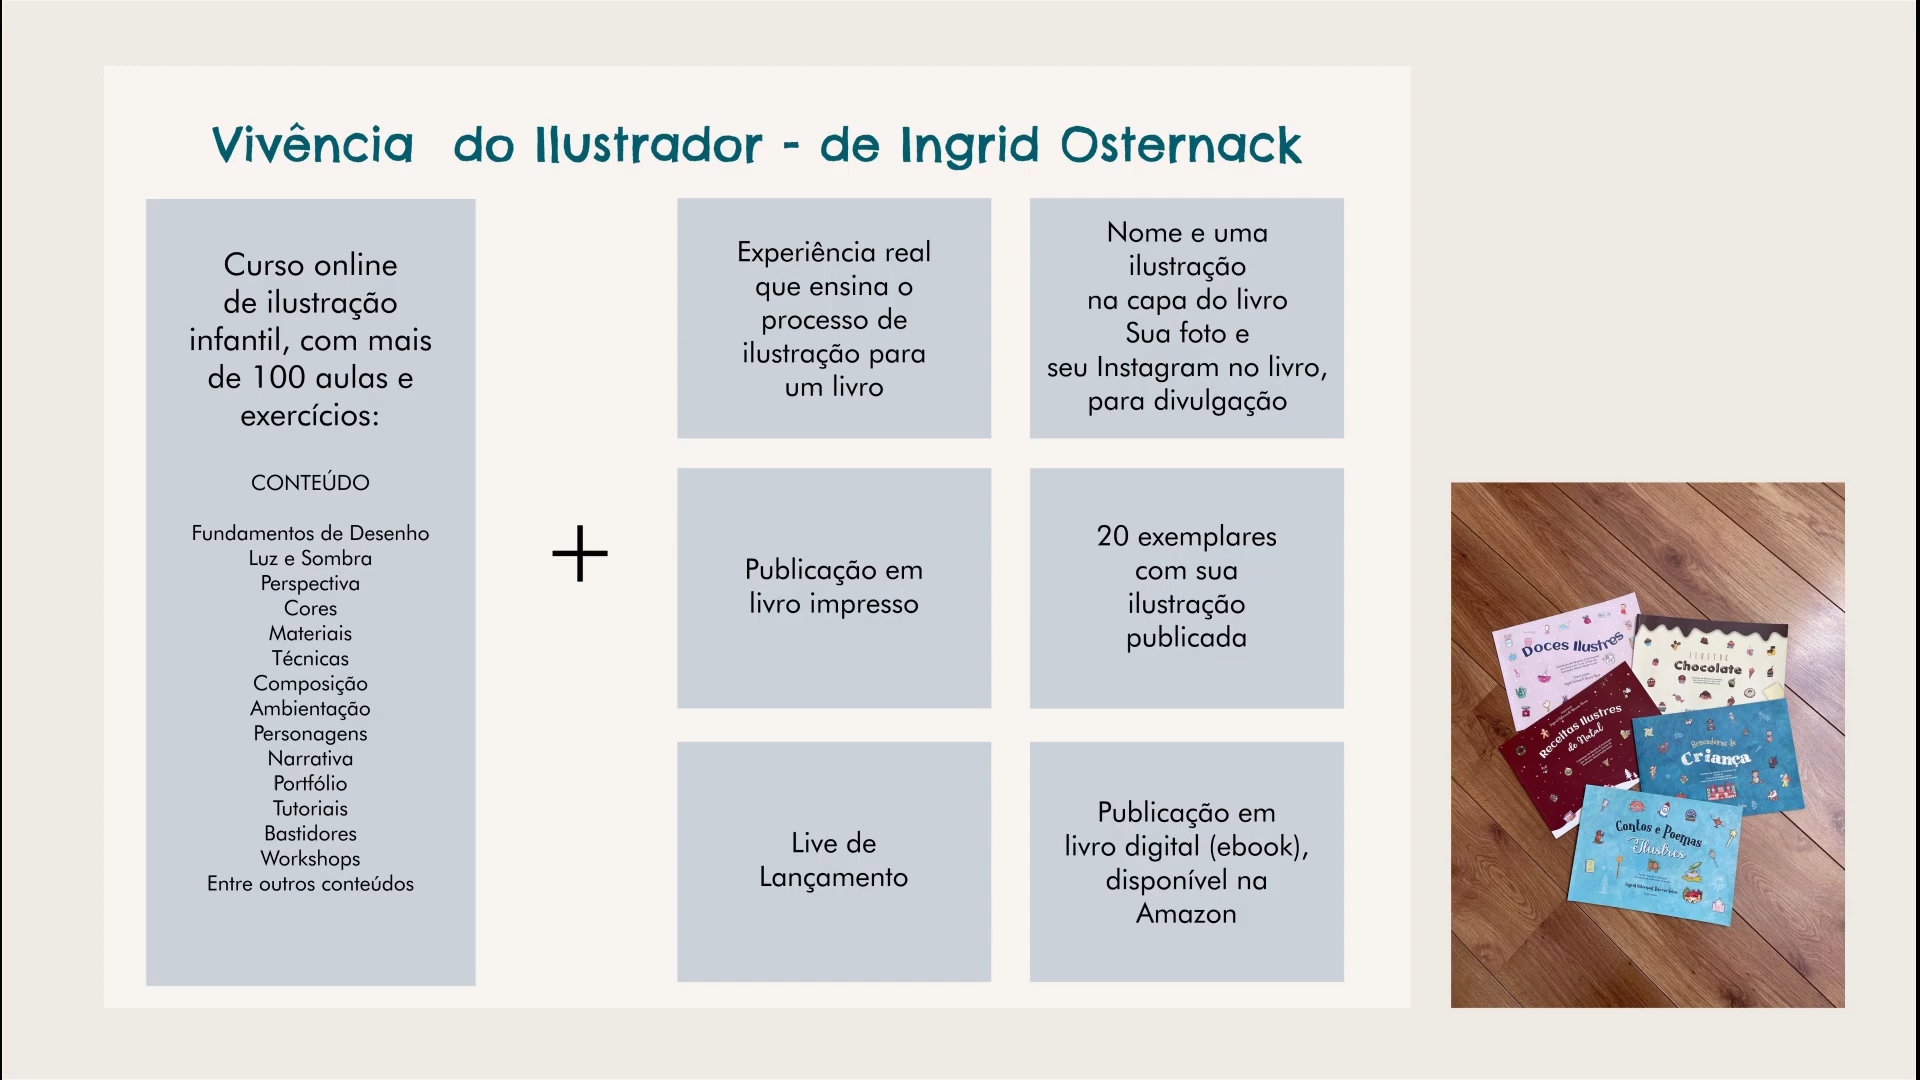 Vivência do Ilustrador - de Ingrid Osternack
Curso online
de ilustração
infantil, com mais
de 100 aulas e
exercícios:
CONTEÚDO
Fundamentos de Desenho
Luz e Sombra
Perspectiva
Cores
Materiais
Técnicas
Composição
Ambientação
Personagens
Narrativa
Portfólio
Tutoriais
Bastidores
Workshops
Entre outros conteúdos
+
Experiência real
que ensina o
processo de
ilustração para
um livro
Nome e uma
ilustração
na capa do livro
Sua foto e
seu Instagram no livro,
para divulgação
Publicação em
livro impresso
20 exemplares
com sua
ilustração
publicada
Live de
Lançamento
Publicação em
livro digital (ebook),
disponível na
Amazon
Doces Ilustres
Chocolate
Receitas Ilustres
de Natal
Brincadeiras de
Criança
Contos e Poemas
Ilustres